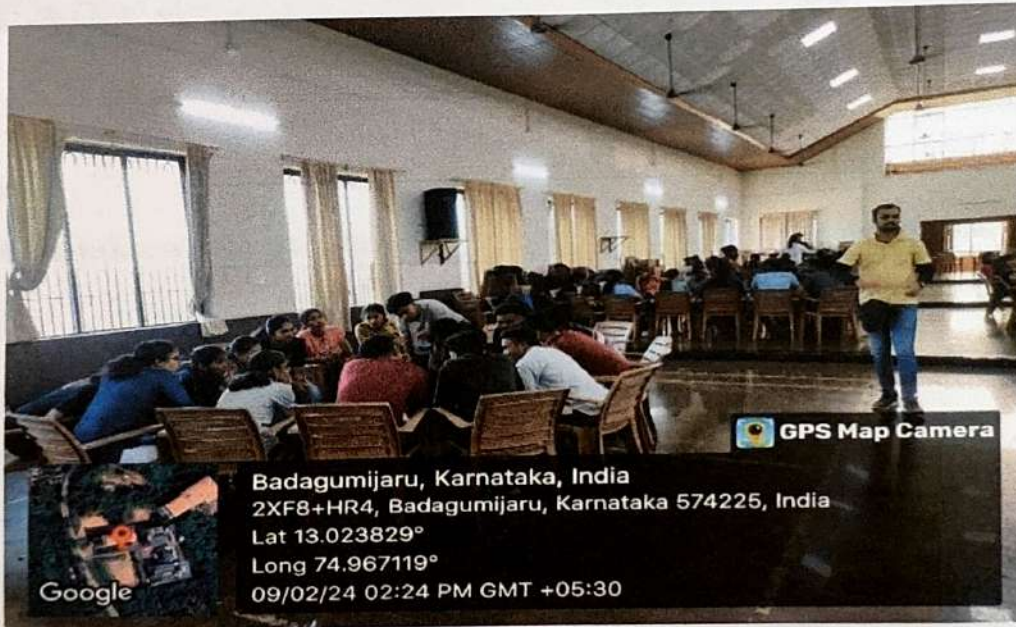 GPS Map Camera
Badagumijaru, Karnataka, India
2XF8+HR4, Badagumijaru, Karnataka 574225, India
Lat 13.023829°
Long 74.967119°
09/02/24 02:24 PM GMT +05:30
Google